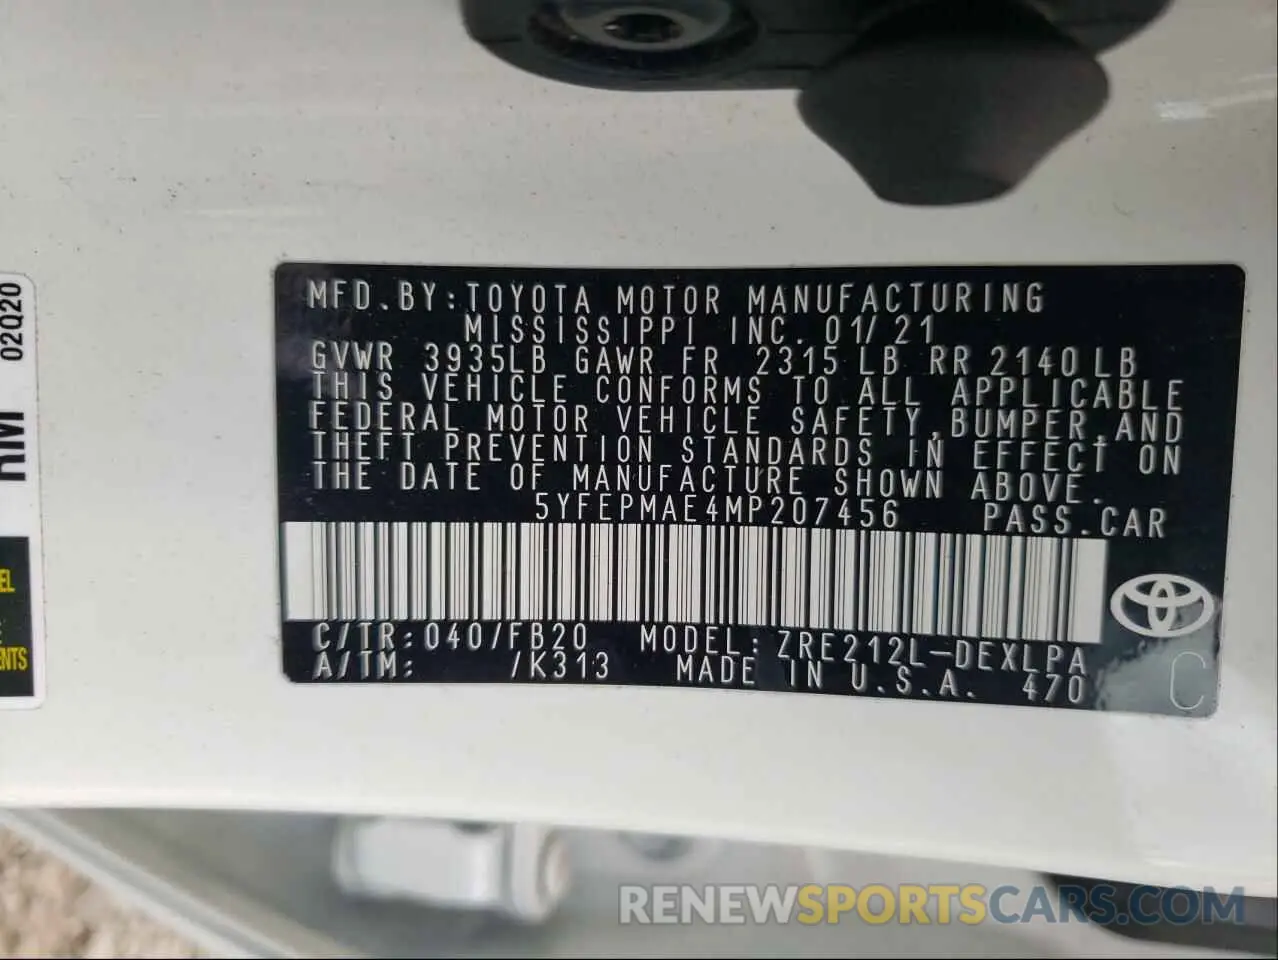 MFD.BY:TOYOTA MOTOR MANUFACTURING
MISSISSIPPI INC. 01/21
GVWR 3935LB GAWR FR 2315 LB RR 2140 LB
THIS VEHICLE CONFORMS TO ALL APPLICABLE
FEDERAL MOTOR VEHICLE SAFETY,BUMPER,AND
THEFT PREVENTION STANDARDS IN EFFECT ON
THE DATE OF MANUFACTURE SHOWN ABOVE.
5YFEPMAE4MP207456 PASS.CAR
C/TR:040/FB20 MODEL:ZRE212L-DEXLPA
A/TM: /K313 MADE IN U.S.A. 470
C
02Q20
RENEWSPORTSCARS.COM